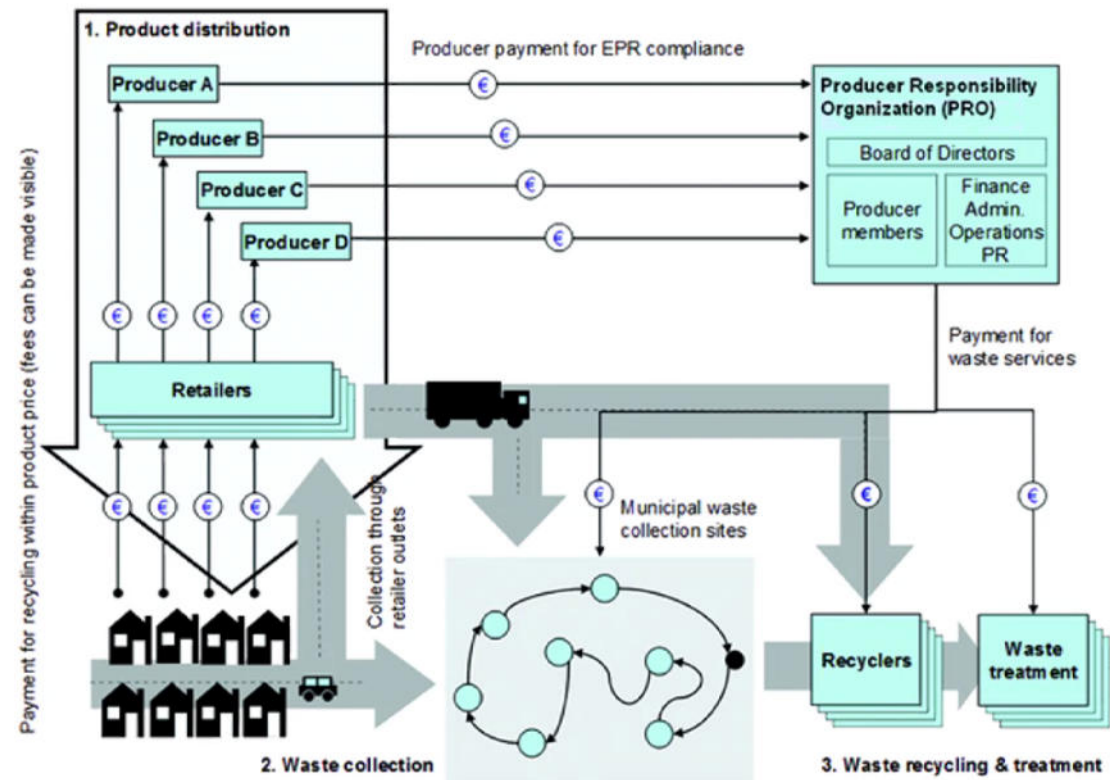 1. Product distribution
Producer payment for EPR compliance
Producer A
€
Producer B
€
Producer C
€
Producer D
€
Producer Responsibility
Organization (PRO)
Board of Directors
Producer
members
Finance
Admin.
Operations
PR
Payment for recycling within product price (fees can be made visible)
€ € € €
Payment for
waste services
Retailers
€ € € €
Collection through
retailer outlets
€
Municipal waste
collection sites
€
€
Recyclers
Waste
treatment
2. Waste collection
3. Waste recycling & treatment